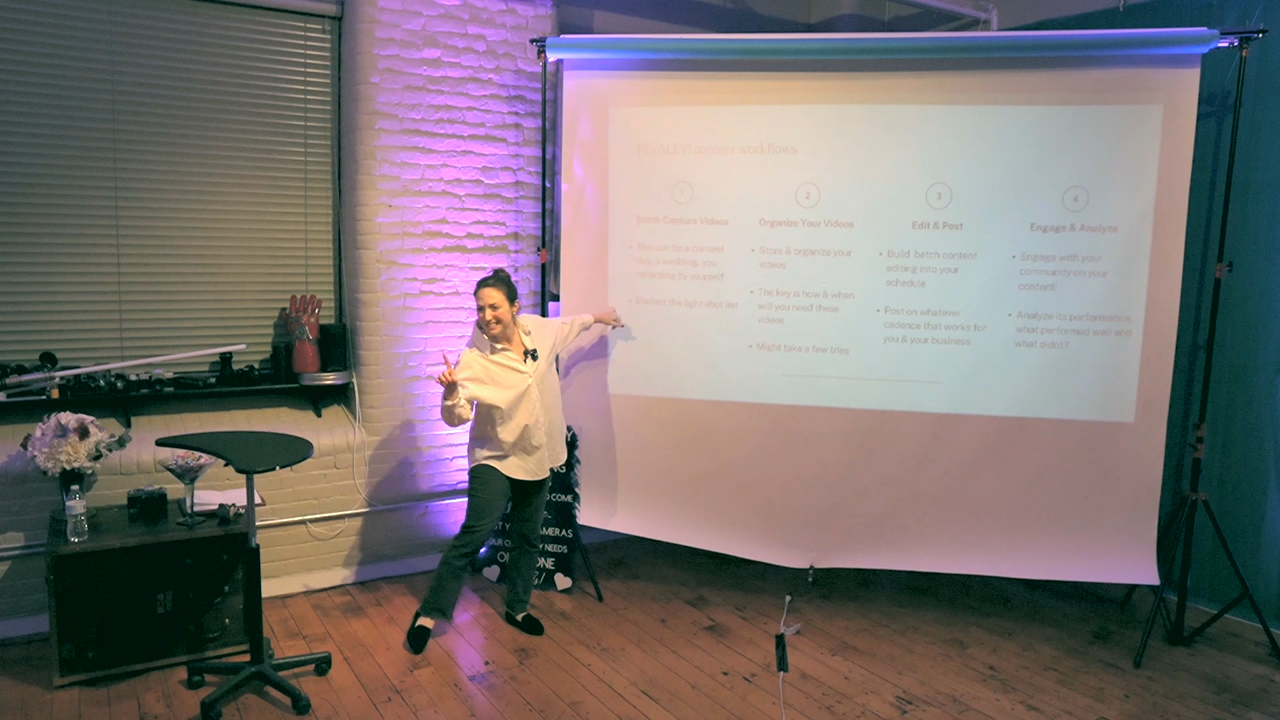 FINALLY! content workflows
1
2
3
4
Batch Capture Videos
Organize Your Videos
Edit & Post
Engage & Analyze
• This can be a content
day, a wedding, you
remaking by yourself
• the right shot list
• Store & organize your
videos
• The key is how & when
will you need these
videos
• Might take a few tries
• Build batch content
editing into your
schedule
• Post on whatever
cadence that works for
you & your business
• Engage with your
community on your
content!
• Analyze its performance,
what performed well and
what didn't?
COME
AMERAS
NEEDS